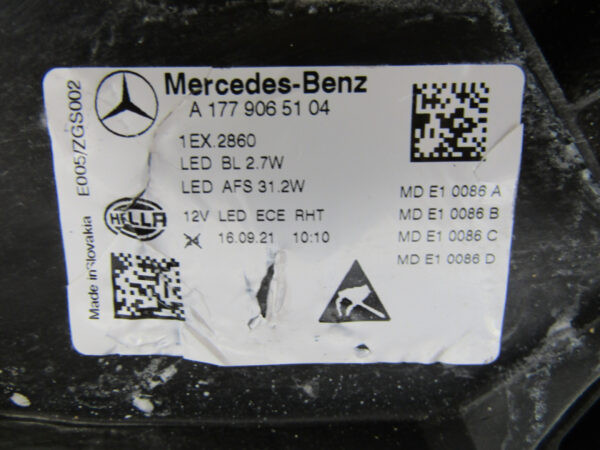 Mercedes-Benz
A 177 906 51 04
1EX.2860
LED BL 2.7W
LED AFS 31.2W
12V LED ECE RHT
16.09.21 10:10
MD E1 0086 A
MD E1 0086 B
MD E1 0086 C
MD E1 0086 D
HELLA
E005/ZGS002
Made in Slovakia